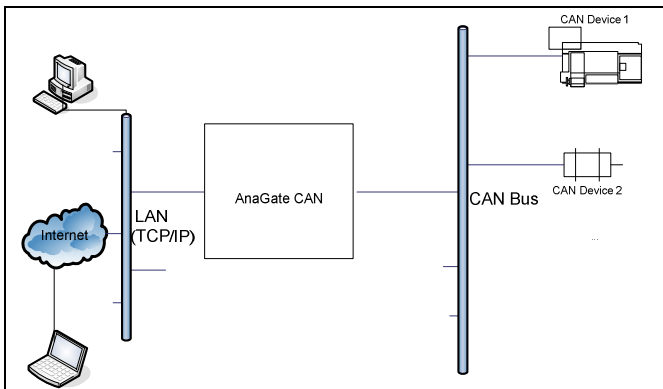 CAN Device 1
AnaGate CAN
CAN Bus
CAN Device 2
LAN
(TCP/IP)
Internet
...